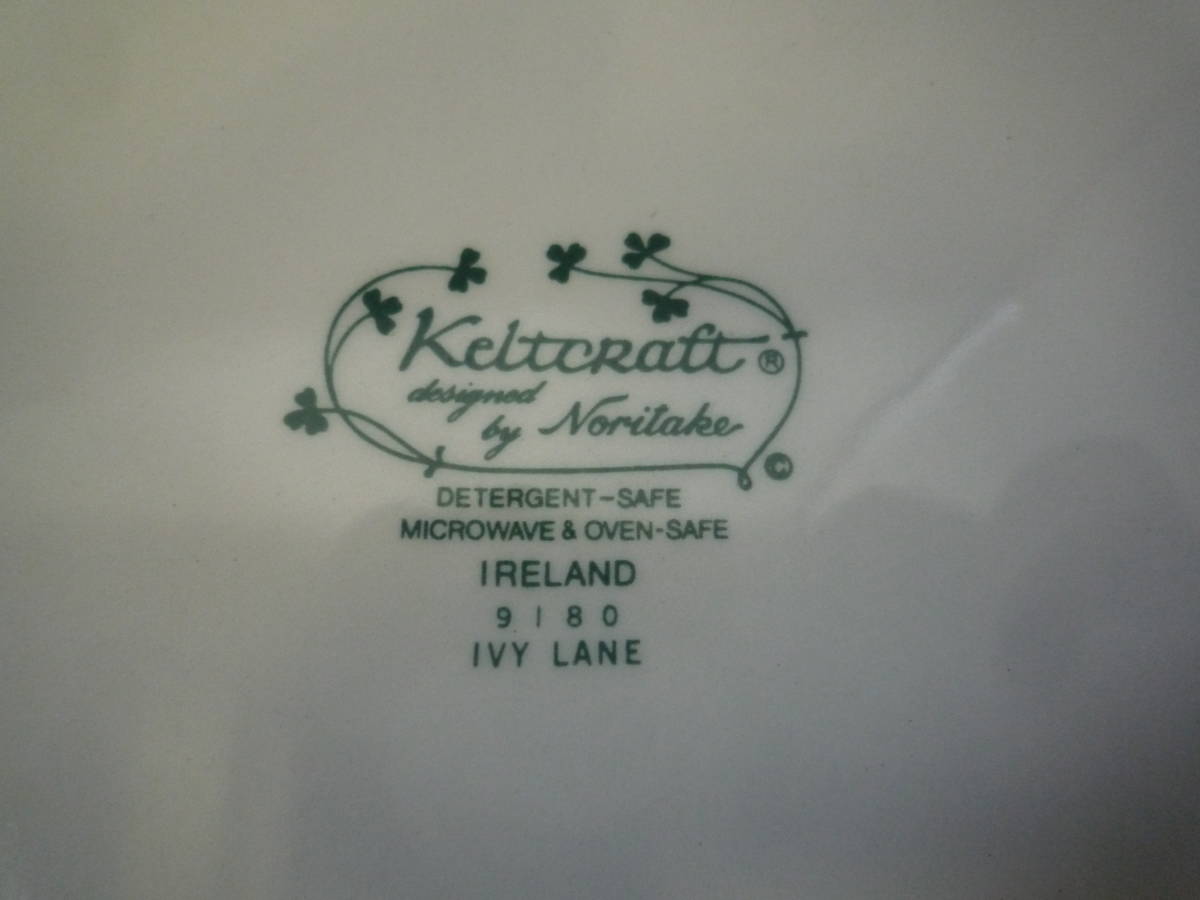 Keltcraft ®
designed
by Noritake
©
DETERGENT-SAFE
MICROWAVE & OVEN-SAFE
IRELAND
9180
IVY LANE